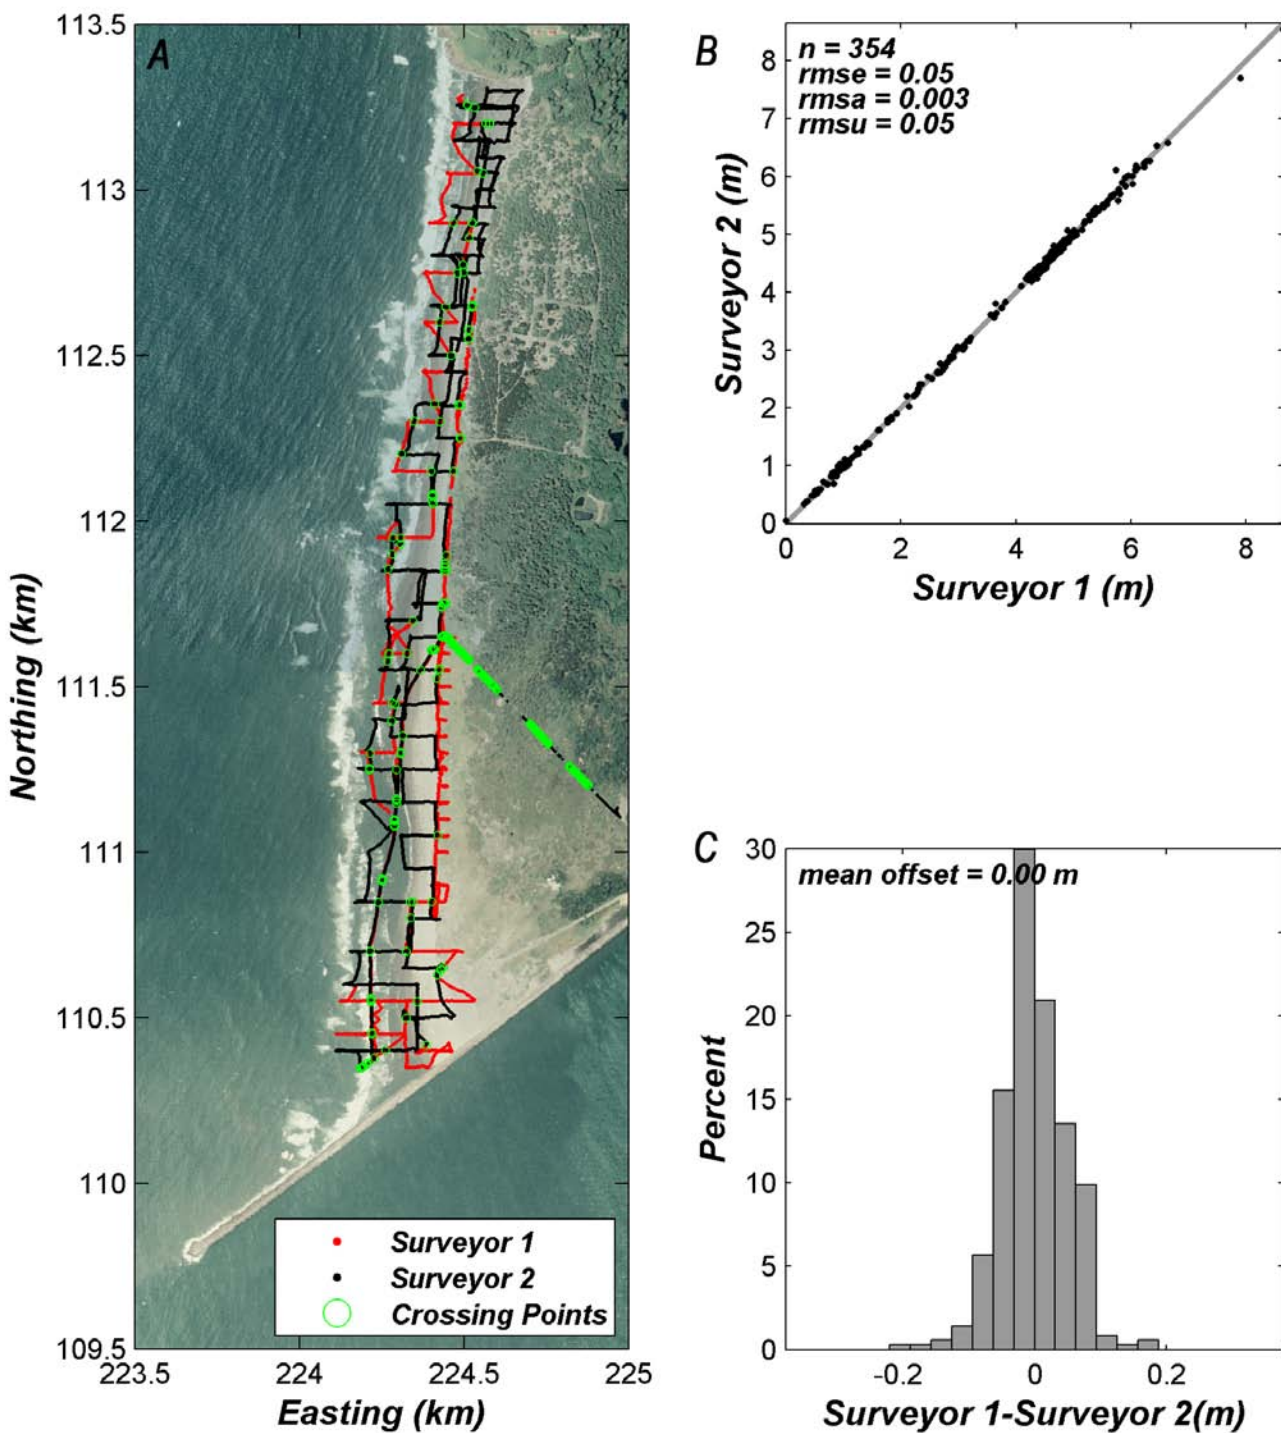 A
113.5
113
112.5
112
111.5
111
110.5
110
109.5
Northing (km)
223.5
224
224.5
225
Easting (km)
Surveyor 1
Surveyor 2
Crossing Points
B
n = 354
rmse = 0.05
rmsa = 0.003
rmsu = 0.05
8
7
6
5
4
3
2
1
0
Surveyor 2 (m)
0
2
4
6
8
Surveyor 1 (m)
C
mean offset = 0.00 m
30
25
20
15
10
5
0
Percent
-0.2
0
0.2
Surveyor 1-Surveyor 2(m)